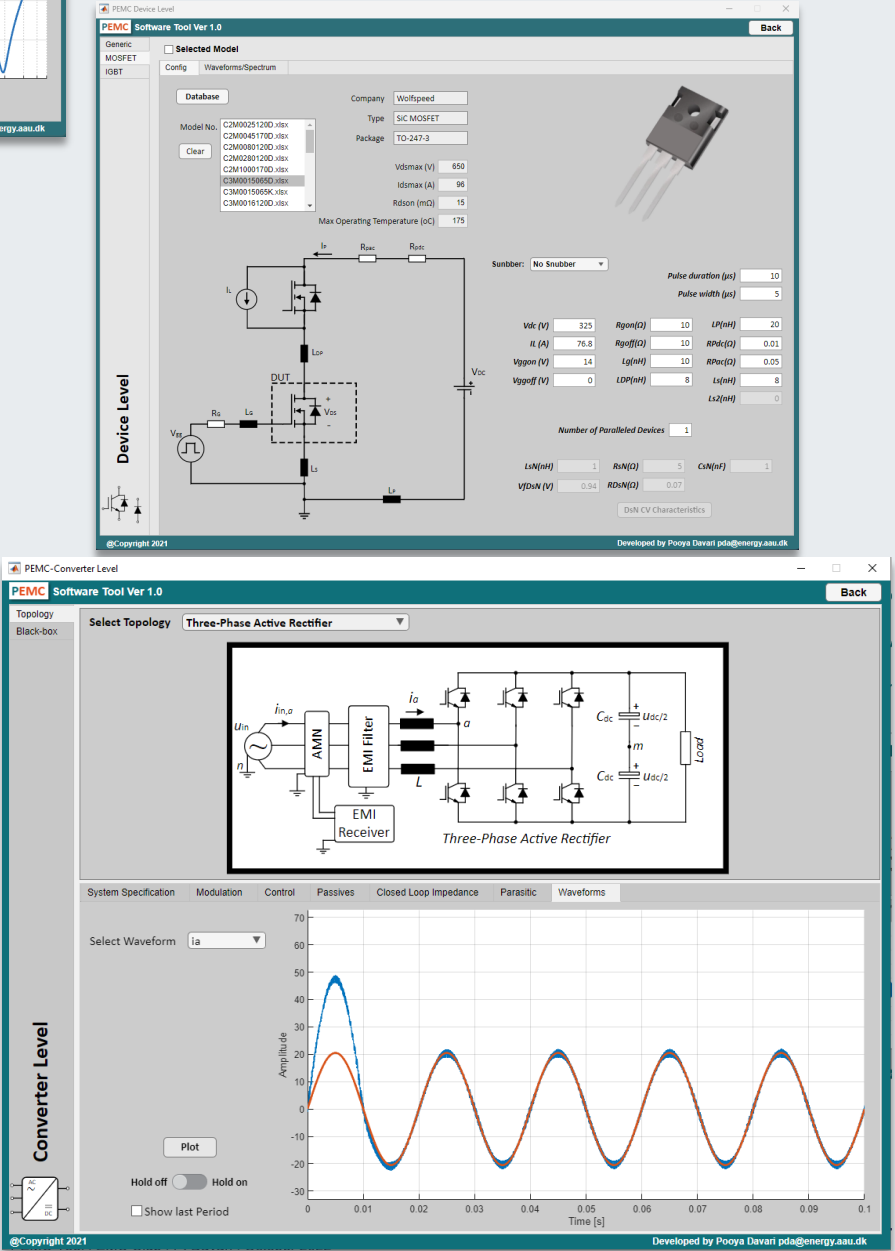 ergy.aau.dk
PEMC Device Level
PEMC Software Tool Ver 1.0
Back
Generic
MOSFET
IGBT
Selected Model
Config
Waveforms/Spectrum
Database
Model No.
Clear
C2M0025120D.xlsx
C2M0045170D.xlsx
C2M0080120D.xlsx
C2M0280120D.xlsx
C2M1000170D.xlsx
C3M0015065D.xlsx
C3M0015065K.xlsx
C3M0016120D.xlsx
Company Wolfspeed
Type SiC MOSFET
Package TO-247-3
Vdsmax (V) 650
Idsmax (A) 96
Rdson (mΩ) 15
Max Operating Temperature (oC) 175
IP
Rpac
Rpdc
IL
LDP
DUT
RG
LG
VDS
+
-
VEE
LS
LP
VDC
+
Sunbber: No Snubber
Pulse duration (µs) 10
Pulse width (µs) 5
Vdc (V) 325 Rgon(Ω) 10 LP(nH) 20
IL (A) 76.8 Rgoff(Ω) 10 RPdc(Ω) 0.01
Vggon (V) 14 Lg(nH) 10 RPac(Ω) 0.05
Vggoff (V) 0 LDP(nH) 8 Ls(nH) 8
Ls2(nH) 0
Number of Paralleled Devices 1
LsN(nH) 1 RsN(Ω) 5 CsN(nF) 1
VfDsN (V) 0.94 RDsN(Ω) 0.07
DsN CV Characteristics
Device Level
@Copyright 2021
Developed by Pooya Davari pda@energy.aau.dk
PEMC-Converter Level
PEMC Software Tool Ver 1.0
Back
Topology
Black-box
Select Topology Three-Phase Active Rectifier
uin
n
iin,a
AMN
EMI Filter
ia
a
L
EMI
Receiver
Cdc
+
udc/2
−
m
Cdc
+
udc/2
−
Load
Three-Phase Active Rectifier
System Specification
Modulation
Control
Passives
Closed Loop Impedance
Parasitic
Waveforms
Select Waveform ia
Plot
Hold off
Hold on
Show last Period
Amplitude
70
60
50
40
30
20
10
0
-10
-20
-30
0 0.01 0.02 0.03 0.04 0.05 0.06 0.07 0.08 0.09 0.1
Time [s]
Converter Level
AC
DC
@Copyright 2021
Developed by Pooya Davari pda@energy.aau.dk